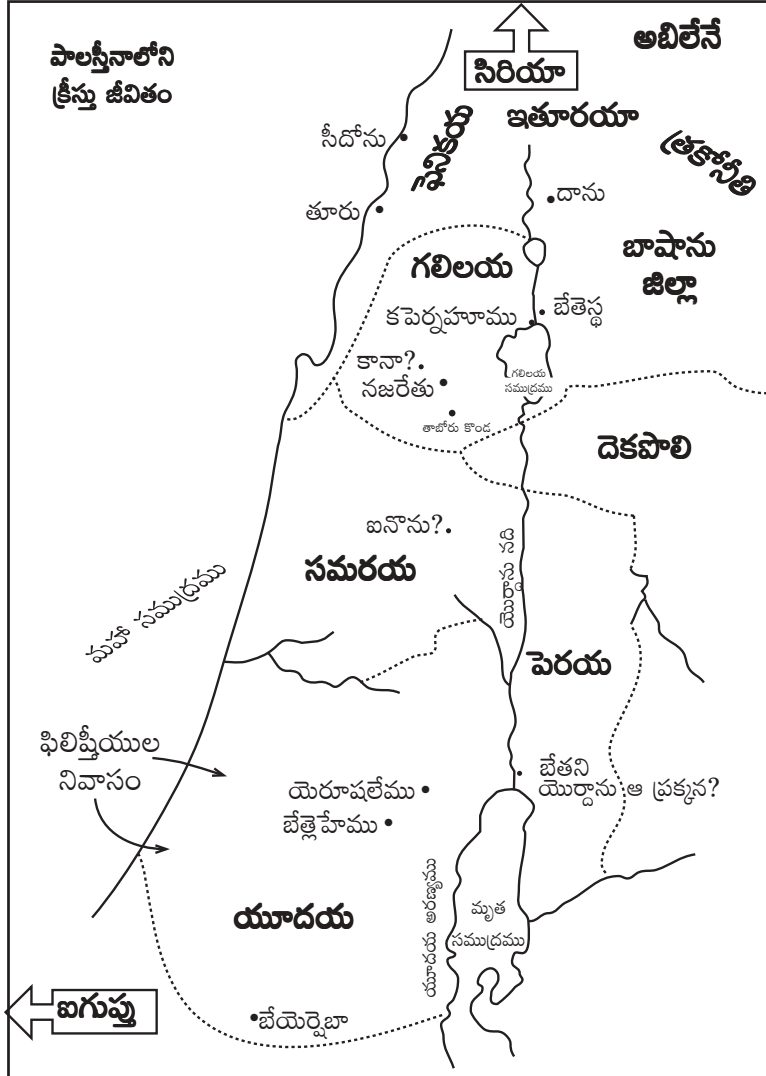 పాలస్తీనాలోని
క్రీస్తు జీవితం
అబిలేనే
సిరియా
ఇతూరయా
సీదోను
త్రకోనీతి
దాను
తూరు
బాషాను
జిల్లా
గలిలయ
కపెర్నహూము
బేతెస్థ
కానా?
నజరేతు
గలిలయ
సముద్రము
తాబోరు కొండ
దెకపొలి
ఐనొను?
యొర్దాను నది
సమరయ
మహా సముద్రము
పెరయ
ఫిలిష్తీయుల
నివాసం
బేతని
యొర్దాను ఆ ప్రక్కన?
యెరూషలేము
బేత్లెహేము
యూదయ అరణ్యము
యూదయ
మృత
సముద్రము
ఐగుప్తు
బేయెర్షెబా